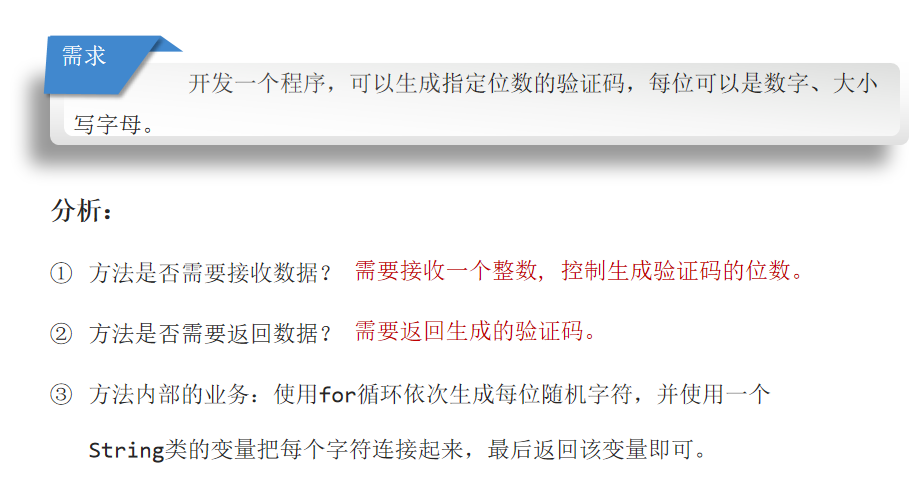 需求
开发一个程序，可以生成指定位数的验证码，每位可以是数字、大小
写字母。
分析：
① 方法是否需要接收数据？ 需要接收一个整数, 控制生成验证码的位数。
② 方法是否需要返回数据？ 需要返回生成的验证码。
③ 方法内部的业务：使用for循环依次生成每位随机字符，并使用一个
String类的变量把每个字符连接起来，最后返回该变量即可。